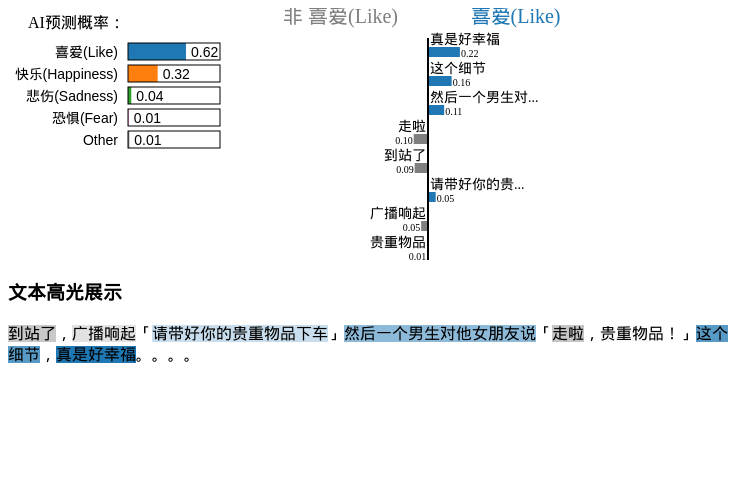 AI预测概率：
喜爱(Like) 0.62
快乐(Happiness) 0.32
悲伤(Sadness) 0.04
恐惧(Fear) 0.01
Other 0.01
非 喜爱(Like) 喜爱(Like)
真是好幸福
0.22
这个细节
0.16
然后一个男生对...
0.11
走啦
0.10
到站了
0.09
请带好你的贵...
0.05
广播响起
0.05
贵重物品
0.01
文本高光展示
到站了，广播响起「请带好你的贵重物品下车」然后一个男生对他女朋友说「走啦，贵重物品！」这个
细节，真是好幸福。。。。